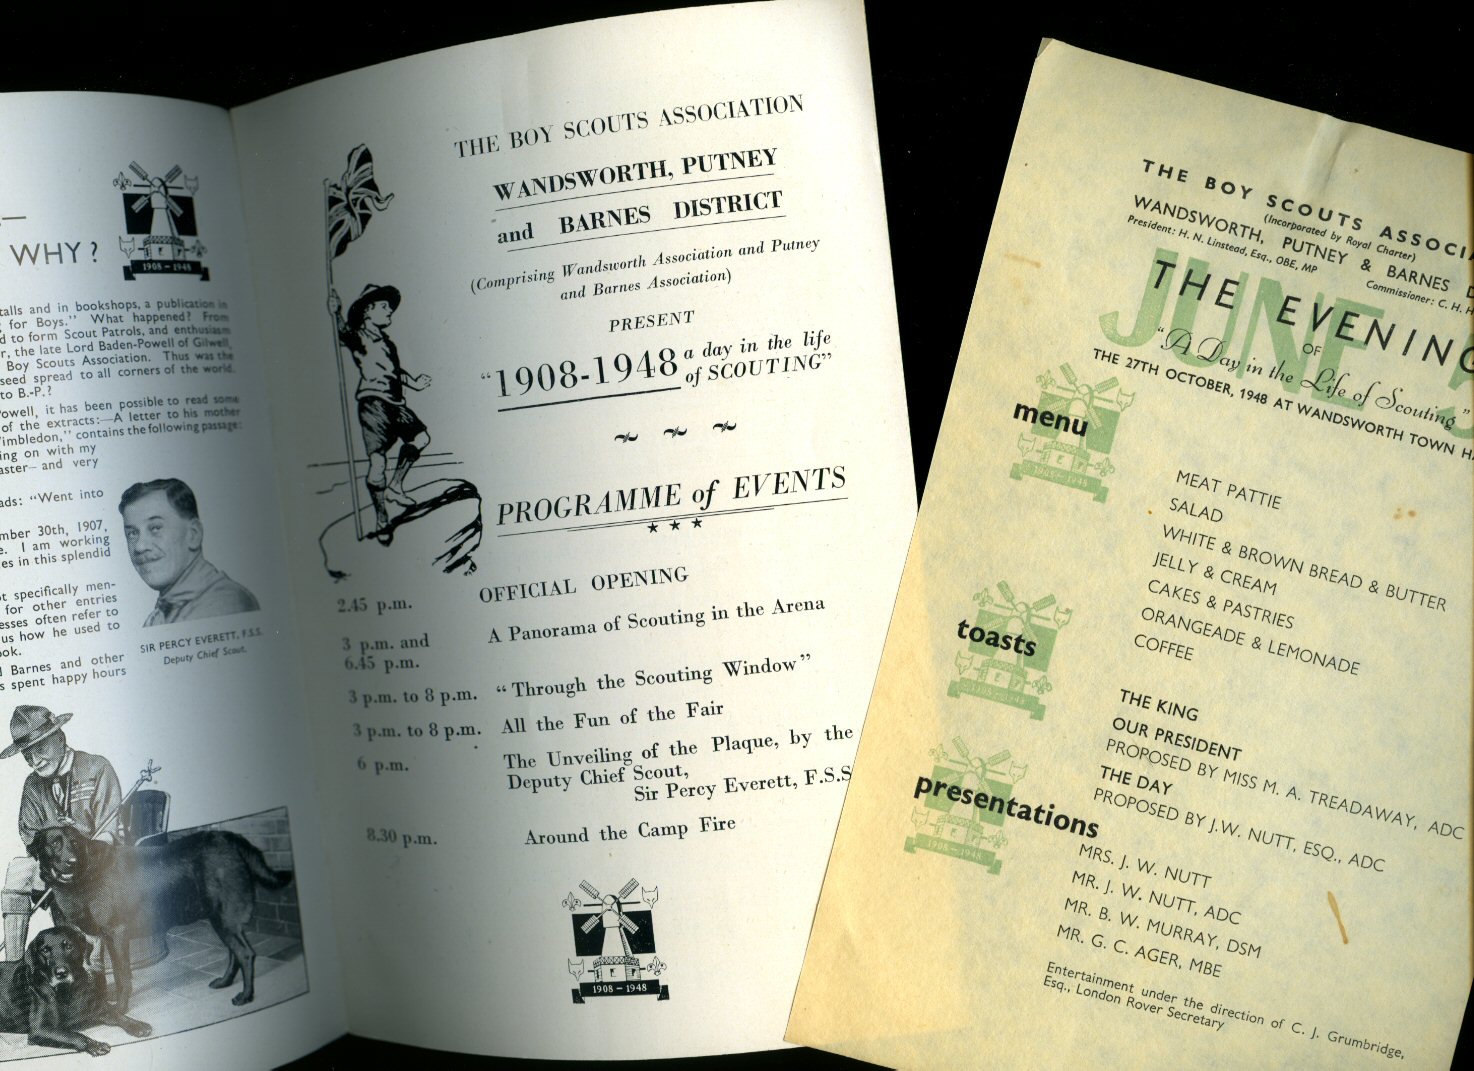 WHY?
1908-1948
talls and in bookshops, a publication in
g for Boys." What happened? From
d to form Scout Patrols, and enthusiasm
r, the late Lord Baden-Powell of Gilwell,
Boy Scouts Association. Thus was the
seed spread to all corners of the world.
to B.-P.?
Powell, it has been possible to read some
of the extracts:—A letter to his mother
Wimbledon," contains the following passage:
ing on with my
aster— and very
ads: "Went into
mber 30th, 1907,
e. I am working
es in this splendid
ot specifically men-
for other entries
esses often refer to
us how he used to
ook.
d Barnes and other
s spent happy hours
SIR PERCY EVERETT, F.S.S.
Deputy Chief Scout.
THE BOY SCOUTS ASSOCIATION
WANDSWORTH, PUTNEY
and BARNES DISTRICT
(Comprising Wandsworth Association and Putney
and Barnes Association)
PRESENT
"1908-1948 a day in the life
of SCOUTING"
PROGRAMME of EVENTS
2.45 p.m. OFFICIAL OPENING
3 p.m. and
6.45 p.m. A Panorama of Scouting in the Arena
3 p.m. to 8 p.m. "Through the Scouting Window"
3 p.m. to 8 p.m. All the Fun of the Fair
6 p.m. The Unveiling of the Plaque, by the
Deputy Chief Scout,
Sir Percy Everett, F.S.S
8.30 p.m. Around the Camp Fire
1908-1948
THE BOY SCOUTS ASSOCIA
(Incorporated by Royal Charter)
WANDSWORTH, PUTNEY & BARNES D
President: H. N. Linstead, Esq., OBE, MP
Commissioner: C. H. H
JUNE 5
THE EVENING
OF
"A Day in the Life of Scouting"
THE 27TH OCTOBER, 1948 AT WANDSWORTH TOWN HA
menu
1908-1948
MEAT PATTIE
SALAD
WHITE & BROWN BREAD & BUTTER
JELLY & CREAM
CAKES & PASTRIES
ORANGEADE & LEMONADE
COFFEE
toasts
1908-1948
THE KING
OUR PRESIDENT
PROPOSED BY MISS M. A. TREADAWAY, ADC
THE DAY
PROPOSED BY J.W. NUTT, ESQ., ADC
presentations
1908-1948
MRS. J. W. NUTT
MR. J. W. NUTT, ADC
MR. B. W. MURRAY, DSM
MR. G. C. AGER, MBE
Entertainment under the direction of C. J. Grumbridge,
Esq., London Rover Secretary